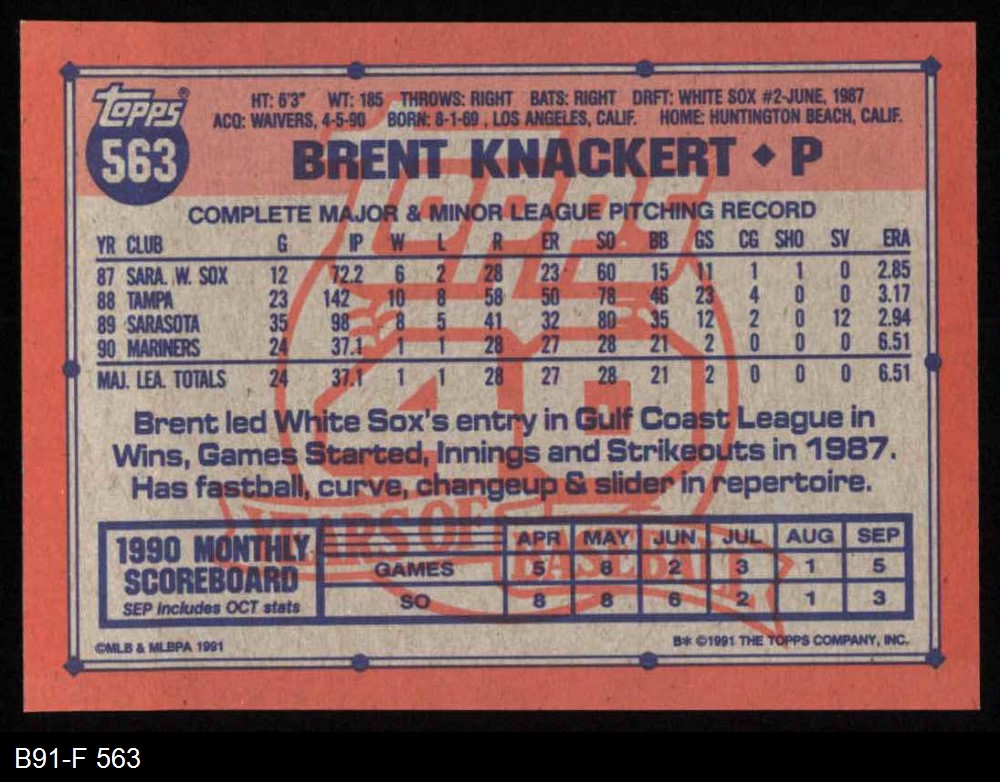 topps®
563
HT: 6'3" WT: 185 THROWS: RIGHT BATS: RIGHT DRFT: WHITE SOX #2-JUNE, 1987
ACQ: WAIVERS, 4-5-90 BORN: 8-1-69, LOS ANGELES, CALIF. HOME: HUNTINGTON BEACH, CALIF.
BRENT KNACKERT ◆ P
COMPLETE MAJOR & MINOR LEAGUE PITCHING RECORD
YR CLUB G IP W L R ER SO BB GS CG SHO SV ERA
87 SARA. W. SOX 12 72.2 6 2 28 23 60 15 11 1 1 0 2.85
88 TAMPA 23 142 10 8 58 50 78 46 23 4 0 0 3.17
89 SARASOTA 35 98 8 5 41 32 80 35 12 2 0 12 2.94
90 MARINERS 24 37.1 1 1 28 27 28 21 2 0 0 0 6.51
MAJ. LEA. TOTALS 24 37.1 1 1 28 27 28 21 2 0 0 0 6.51
Brent led White Sox's entry in Gulf Coast League in
Wins, Games Started, Innings and Strikeouts in 1987.
Has fastball, curve, changeup & slider in repertoire.
TOPPS
40
YEARS OF
BASEBALL
1990 MONTHLY
SCOREBOARD
SEP includes OCT stats
APR MAY JUN JUL AUG SEP
GAMES 5 8 2 3 1 5
SO 8 8 6 2 1 3
©MLB & MLBPA 1991
B* ©1991 THE TOPPS COMPANY, INC.
B91-F 563